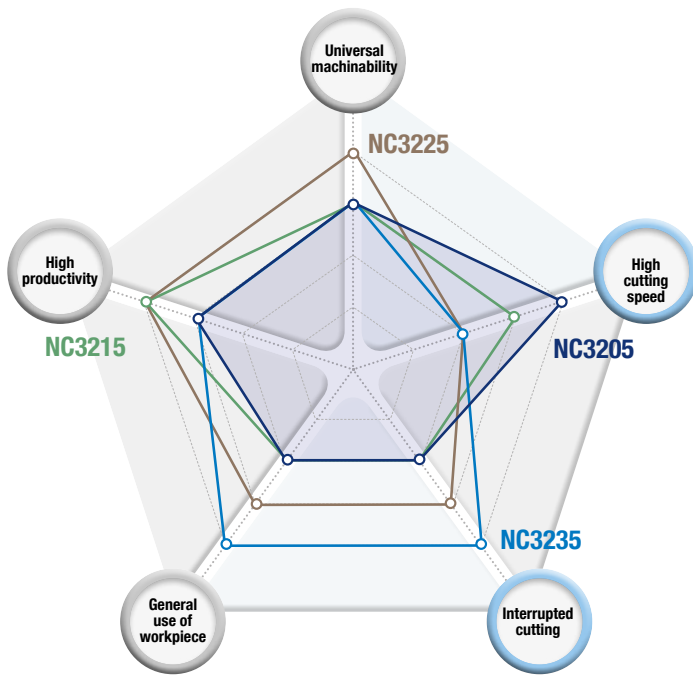 Universal
machinability
NC3225
High
productivity
High
cutting
speed
NC3215
NC3205
NC3235
General
use of
workpiece
Interrupted
cutting